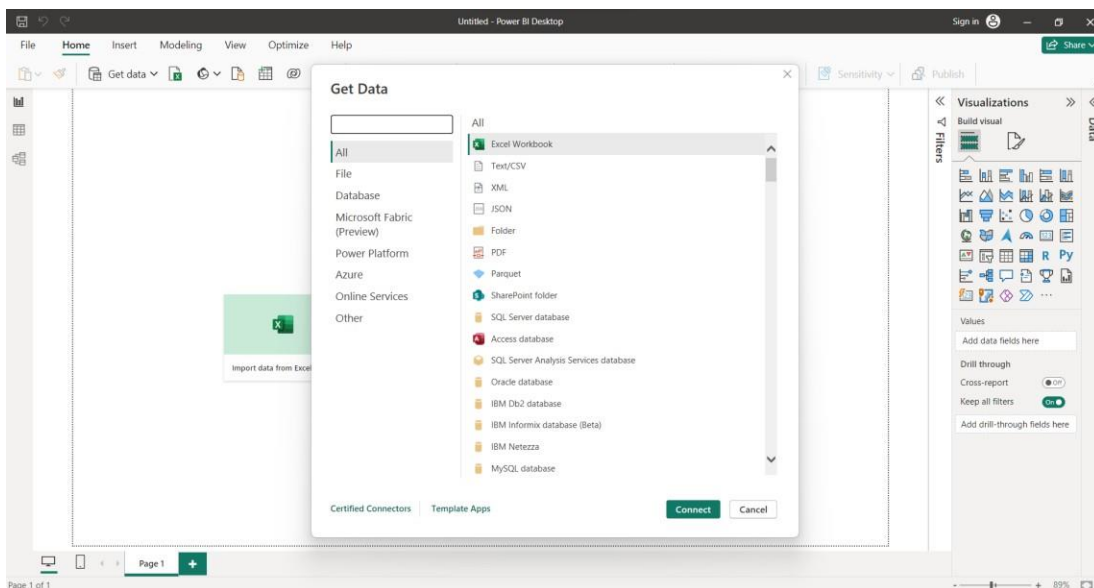 Untitled - Power BI Desktop
Sign in
File Home Insert Modeling View Optimize Help
Share
Get data
Sensitivity
Publish
Get Data
All
File
Database
Microsoft Fabric
(Preview)
Power Platform
Azure
Online Services
Other
All
Excel Workbook
Text/CSV
XML
JSON
Folder
PDF
Parquet
SharePoint folder
SQL Server database
Access database
SQL Server Analysis Services database
Oracle database
IBM Db2 database
IBM Informix database (Beta)
IBM Netezza
MySQL database
Certified Connectors
Template Apps
Connect
Cancel
Import data from Excel
Filters
Visualizations
Build visual
R Py
Values
Add data fields here
Drill through
Cross-report
Off
Keep all filters
On
Add drill-through fields here
Data
Page 1
Page 1 of 1
89%